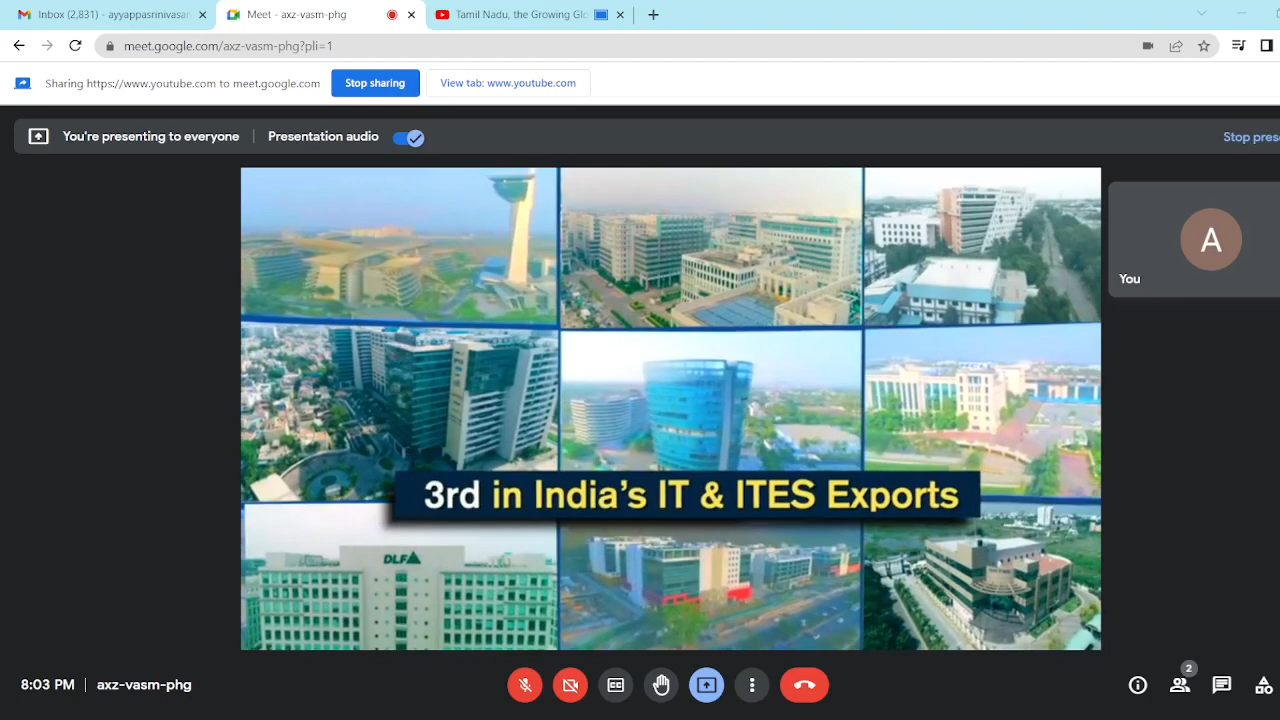 Inbox (2,831) - ayyappasrinivasar
Meet - axz-vasm-phg
Tamil Nadu, the Growing Glo
meet.google.com/axz-vasm-phg?pli=1
Sharing https://www.youtube.com to meet.google.com
Stop sharing
View tab: www.youtube.com
You're presenting to everyone
Presentation audio
Stop pres
A
You
3rd in India's IT & ITES Exports
DLF
8:03 PM
axz-vasm-phg
2